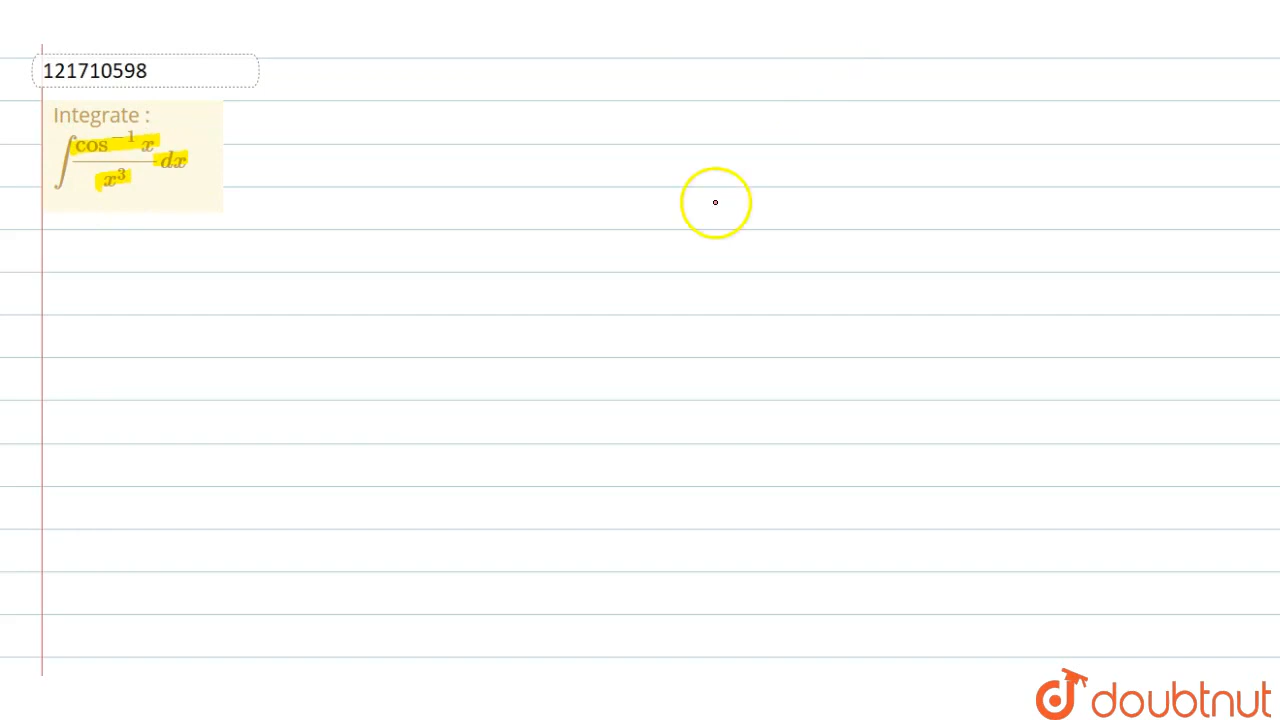 121710598
Integrate :
∫ cos⁻¹ x / x³ dx
doubtnut